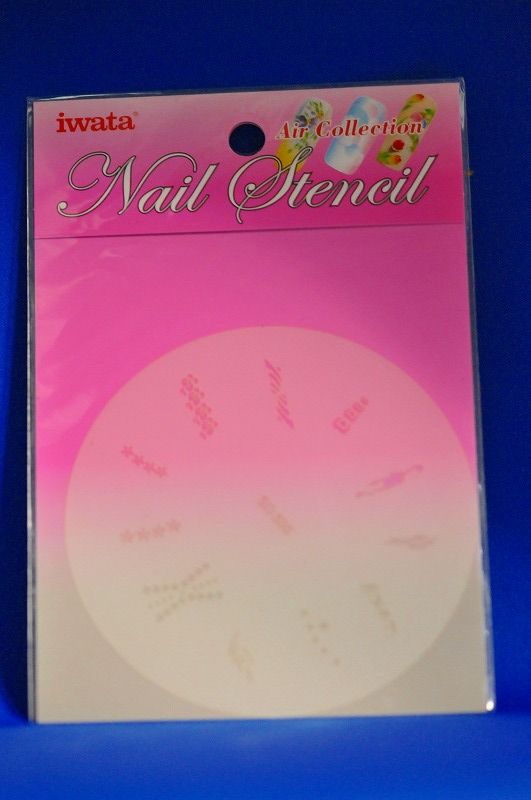 iwata®
Air Collection
Nail Stencil